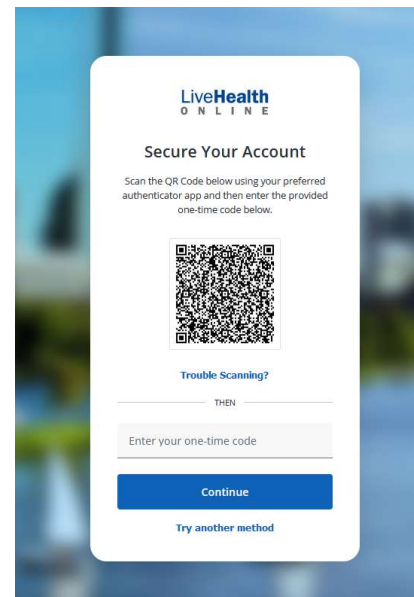 LiveHealth
ONLINE
Secure Your Account
Scan the QR Code below using your preferred
authenticator app and then enter the provided
one-time code below.
Trouble Scanning?
THEN
Enter your one-time code
Continue
Try another method